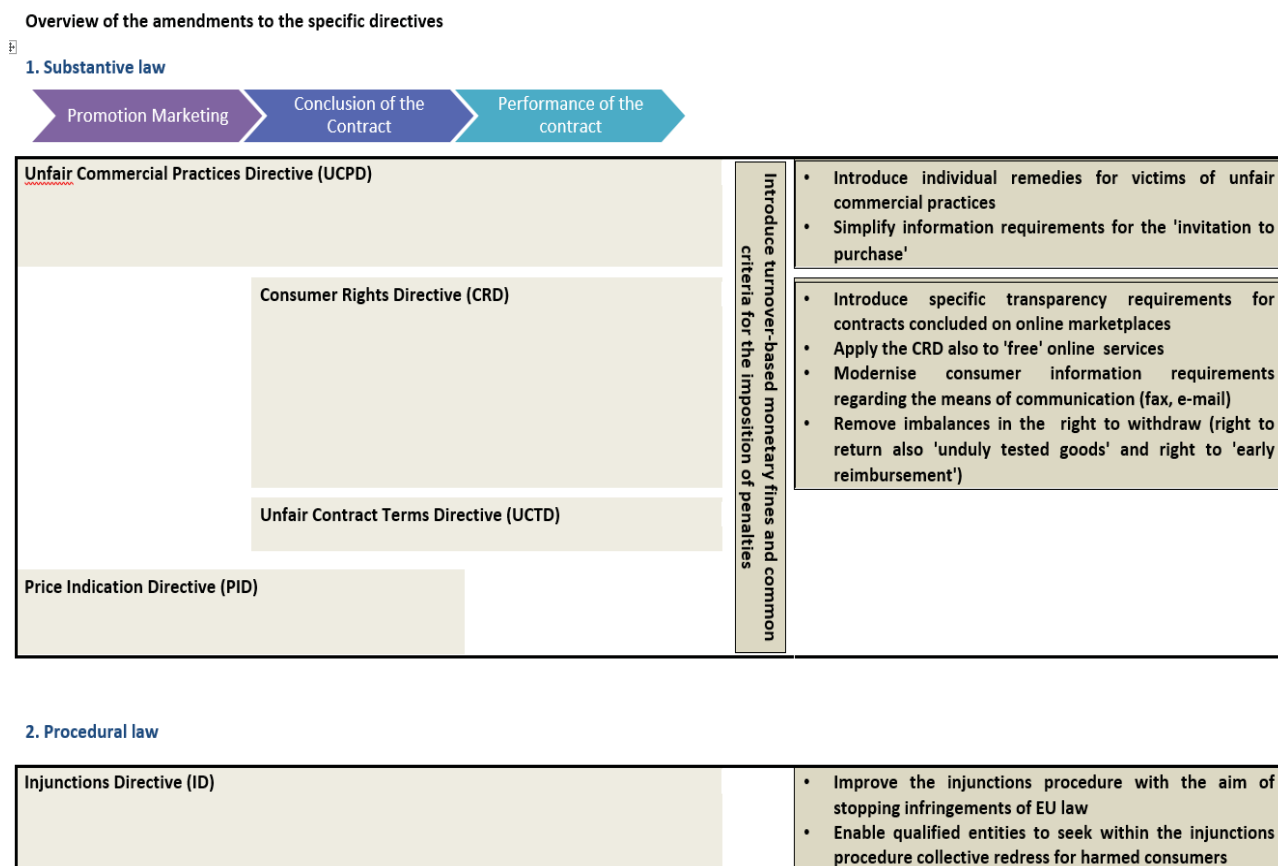 Overview of the amendments to the specific directives
1. Substantive law
Promotion Marketing
Conclusion of the
Contract
Performance of the
contract
Unfair Commercial Practices Directive (UCPD)
Introduce turnover-based monetary fines and common
criteria for the imposition of penalties
• Introduce individual remedies for victims of unfair
commercial practices
• Simplify information requirements for the 'invitation to
purchase'
Consumer Rights Directive (CRD)
• Introduce specific transparency requirements for
contracts concluded on online marketplaces
• Apply the CRD also to 'free' online services
• Modernise consumer information requirements
regarding the means of communication (fax, e-mail)
• Remove imbalances in the right to withdraw (right to
return also 'unduly tested goods' and right to 'early
reimbursement')
Unfair Contract Terms Directive (UCTD)
Price Indication Directive (PID)
2. Procedural law
Injunctions Directive (ID)
• Improve the injunctions procedure with the aim of
stopping infringements of EU law
• Enable qualified entities to seek within the injunctions
procedure collective redress for harmed consumers